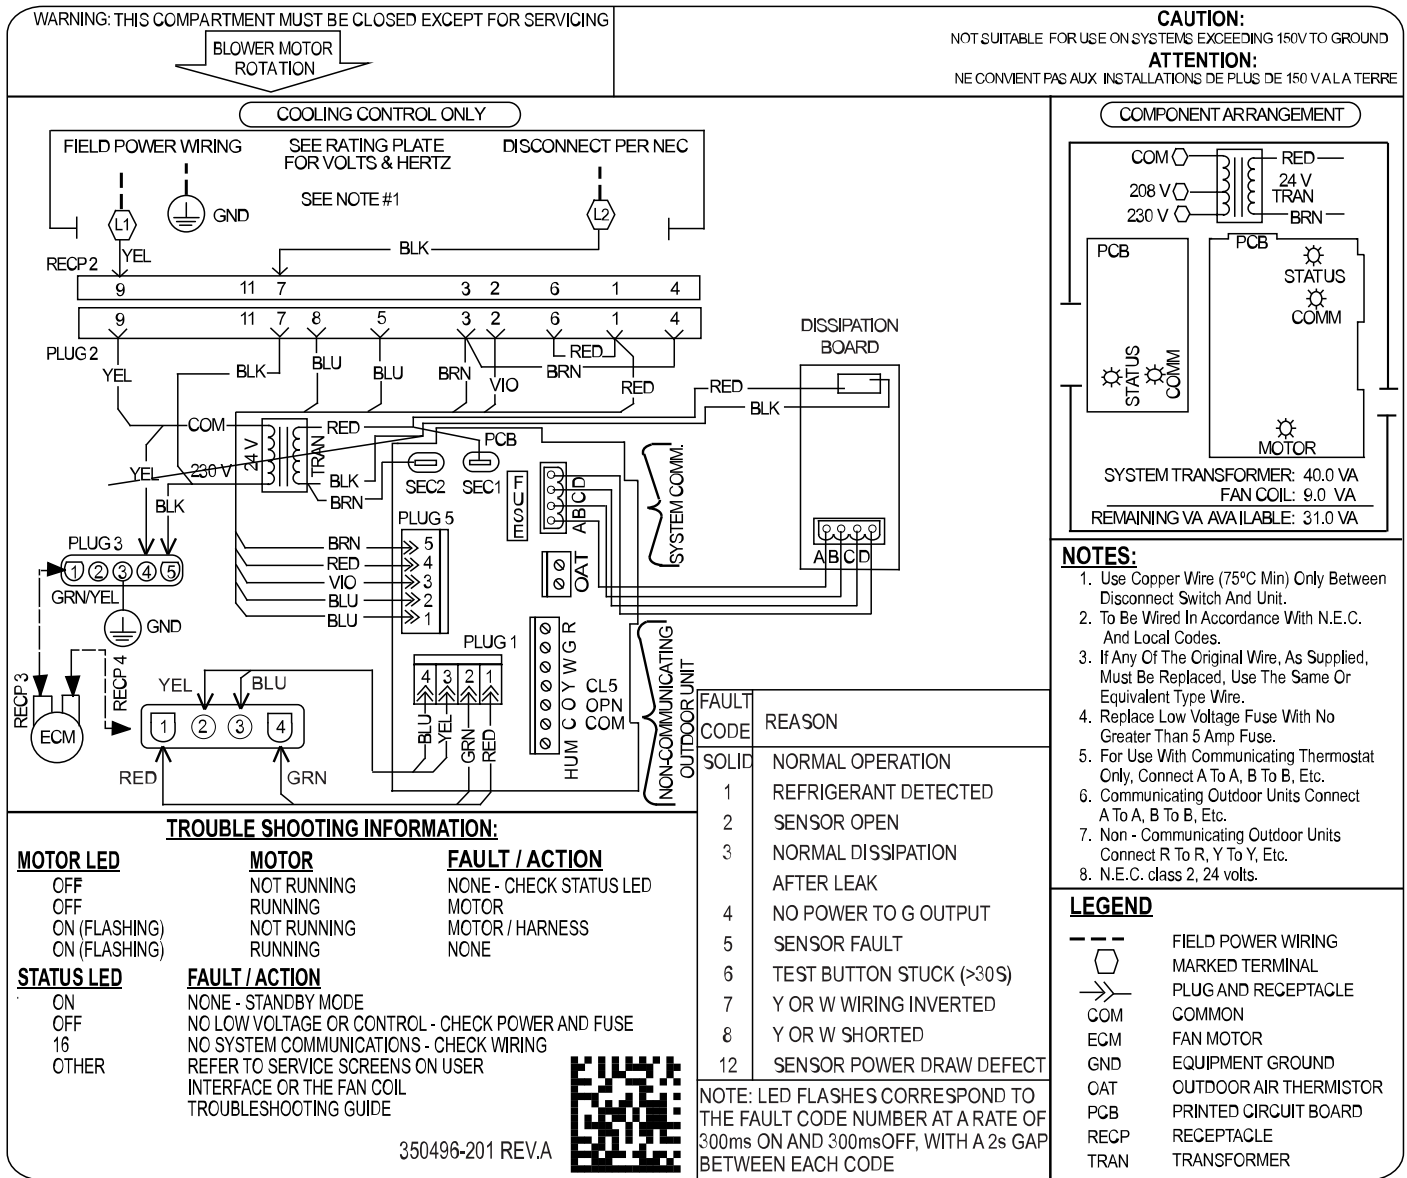 WARNING: THIS COMPARTMENT MUST BE CLOSED EXCEPT FOR SERVICING
BLOWER MOTOR
ROTATION
CAUTION:
NOT SUITABLE FOR USE ON SYSTEMS EXCEEDING 150V TO GROUND
ATTENTION:
NE CONVIENT PAS AUX INSTALLATIONS DE PLUS DE 150 V A LA TERRE
COOLING CONTROL ONLY
FIELD POWER WIRING
SEE RATING PLATE
FOR VOLTS & HERTZ
DISCONNECT PER NEC
SEE NOTE #1
L1
GND
L2
YEL
BLK
RECP 2
9 11 7 3 2 6 1 4
9 11 7 8 5 3 2 6 1 4
PLUG 2
YEL
BLK
BLU
BLU
BRN
VIO
RED
BRN
RED
RED
BLK
DISSIPATION
BOARD
COM
230 V
24 V
TRAN
RED
BLK
BRN
PCB
SEC2
SEC1
FUSE
ABCD
SYSTEM COMM.
YEL
BLK
PLUG 5
BRN 5
RED 4
VIO 3
BLU 2
BLU 1
OAT
A B C D
PLUG 3
1 2 3 4 5
GRN/YEL
GND
RECP 3
RECP 4
ECM
YEL
BLU
1 2 3 4
RED
GRN
PLUG 1
4 3 2 1
BLU
YEL
GRN
RED
HUM C O Y W G R
CL5
OPN
COM
NON-COMMUNICATING
OUTDOOR UNIT
COMPONENT ARRANGEMENT
COM
208 V
230 V
RED
24 V
TRAN
BRN
PCB
STATUS
COMM
PCB
STATUS
COMM
MOTOR
SYSTEM TRANSFORMER: 40.0 VA
FAN COIL: 9.0 VA
REMAINING VA AVAILABLE: 31.0 VA
NOTES:
1. Use Copper Wire (75°C Min) Only Between
Disconnect Switch And Unit.
2. To Be Wired In Accordance With N.E.C.
And Local Codes.
3. If Any Of The Original Wire, As Supplied,
Must Be Replaced, Use The Same Or
Equivalent Type Wire.
4. Replace Low Voltage Fuse With No
Greater Than 5 Amp Fuse.
5. For Use With Communicating Thermostat
Only, Connect A To A, B To B, Etc.
6. Communicating Outdoor Units Connect
A To A, B To B, Etc.
7. Non - Communicating Outdoor Units
Connect R To R, Y To Y, Etc.
8. N.E.C. class 2, 24 volts.
LEGEND
FIELD POWER WIRING
MARKED TERMINAL
PLUG AND RECEPTACLE
COM COMMON
ECM FAN MOTOR
GND EQUIPMENT GROUND
OAT OUTDOOR AIR THERMISTOR
PCB PRINTED CIRCUIT BOARD
RECP RECEPTACLE
TRAN TRANSFORMER
FAULT
CODE REASON
SOLID NORMAL OPERATION
1 REFRIGERANT DETECTED
2 SENSOR OPEN
3 NORMAL DISSIPATION
AFTER LEAK
4 NO POWER TO G OUTPUT
5 SENSOR FAULT
6 TEST BUTTON STUCK (>30S)
7 Y OR W WIRING INVERTED
8 Y OR W SHORTED
12 SENSOR POWER DRAW DEFECT
NOTE: LED FLASHES CORRESPOND TO
THE FAULT CODE NUMBER AT A RATE OF
300ms ON AND 300msOFF, WITH A 2s GAP
BETWEEN EACH CODE
TROUBLE SHOOTING INFORMATION:
MOTOR LED MOTOR FAULT / ACTION
OFF NOT RUNNING NONE - CHECK STATUS LED
OFF RUNNING MOTOR
ON (FLASHING) NOT RUNNING MOTOR / HARNESS
ON (FLASHING) RUNNING NONE
STATUS LED FAULT / ACTION
ON NONE - STANDBY MODE
OFF NO LOW VOLTAGE OR CONTROL - CHECK POWER AND FUSE
16 NO SYSTEM COMMUNICATIONS - CHECK WIRING
OTHER REFER TO SERVICE SCREENS ON USER
INTERFACE OR THE FAN COIL
TROUBLESHOOTING GUIDE
350496-201 REV.A